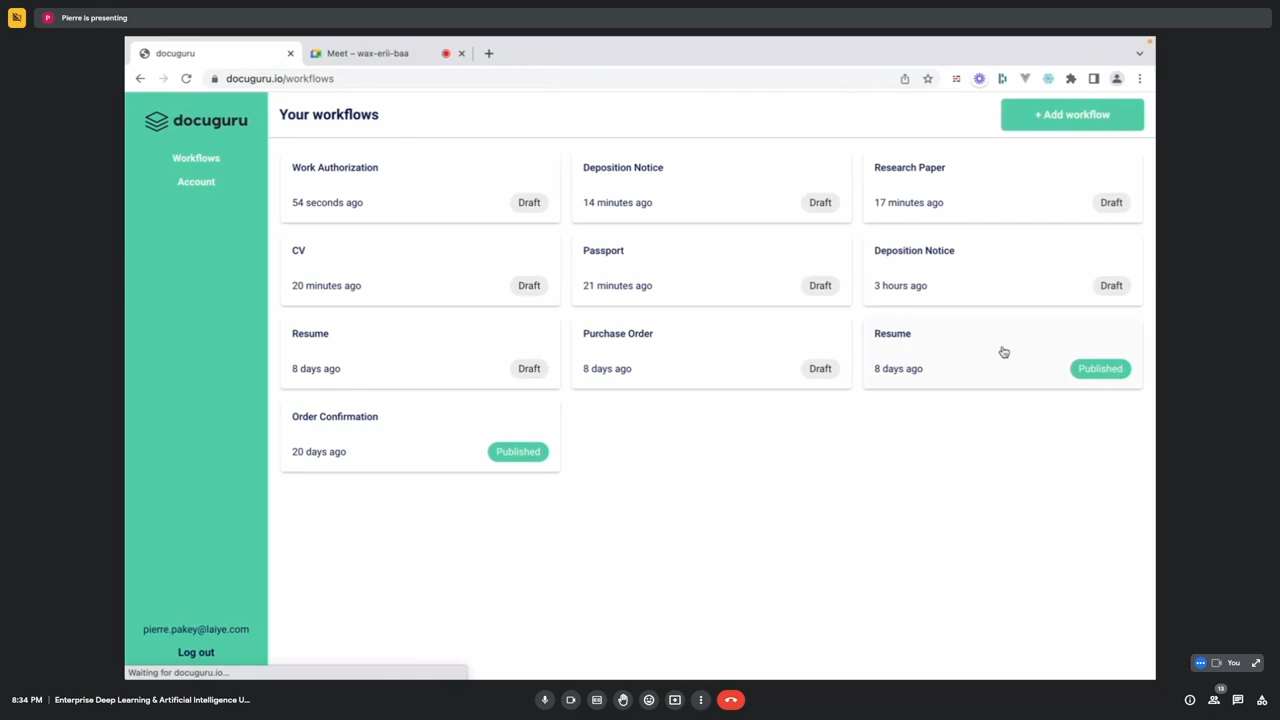 Pierre is presenting
P
docuguru
Meet – wax-erii-baa
docuguru.io/workflows
docuguru
Your workflows
+ Add workflow
Workflows
Account
Work Authorization
54 seconds ago
Draft
Deposition Notice
14 minutes ago
Draft
Research Paper
17 minutes ago
Draft
CV
20 minutes ago
Draft
Passport
21 minutes ago
Draft
Deposition Notice
3 hours ago
Draft
Resume
8 days ago
Draft
Purchase Order
8 days ago
Draft
Resume
8 days ago
Published
Order Confirmation
20 days ago
Published
pierre.pakey@laiye.com
Log out
Waiting for docuguru.io...
You
8:34 PM
Enterprise Deep Learning & Artificial Intelligence U...
13